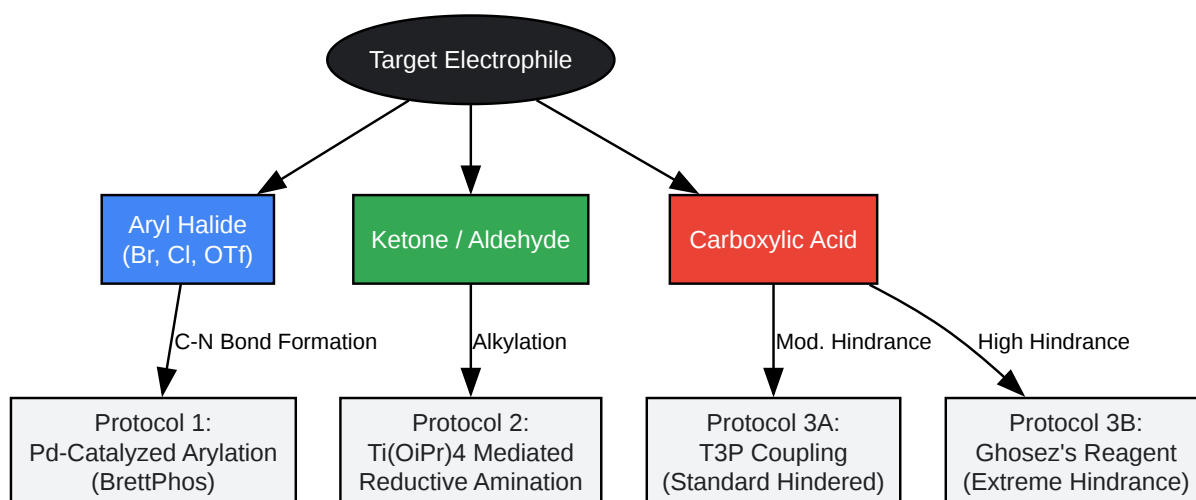 Target Electrophile
Aryl Halide
(Br, Cl, OTf)
Ketone / Aldehyde
Carboxylic Acid
C-N Bond Formation
Alkylation
Mod. Hindrance
High Hindrance
Protocol 1:
Pd-Catalyzed Arylation
(BrettPhos)
Protocol 2:
Ti(OiPr)4 Mediated
Reductive Amination
Protocol 3A:
T3P Coupling
(Standard Hindered)
Protocol 3B:
Ghosez's Reagent
(Extreme Hindrance)